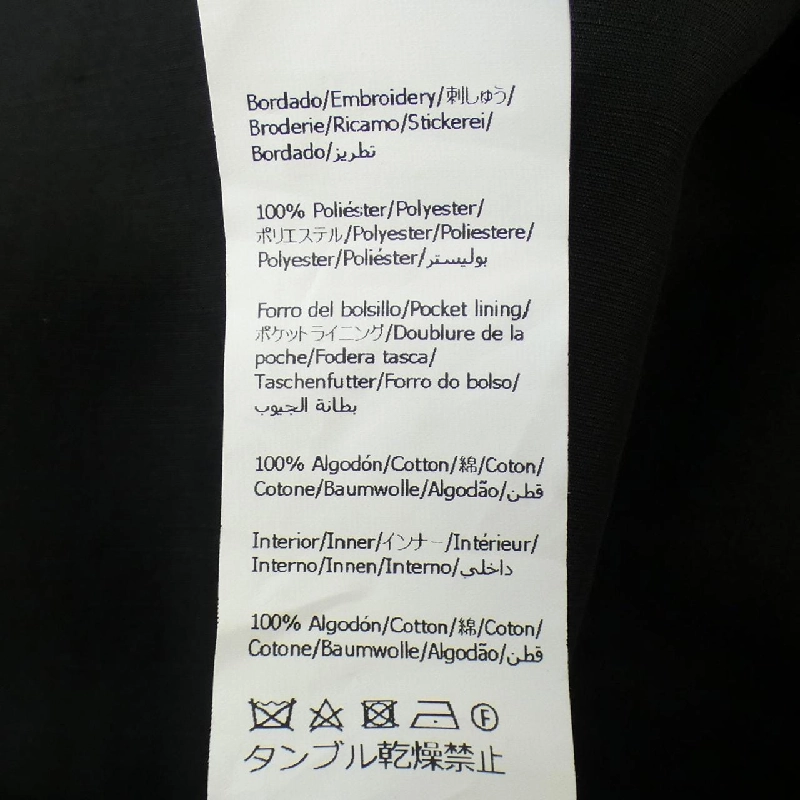 Bordado/Embroidery/刺しゅう/
Broderie/Ricamo/Stickerei/
Bordado/تطريز
100% Poliéster/Polyester/
ポリエステル/Polyester/Poliestere/
Polyester/Poliéster/بوليستر
Forro del bolsillo/Pocket lining/
ポケットライニング/Doublure de la
poche/Fodera tasca/
Taschenfutter/Forro do bolso/
بطانة الجيوب
100% Algodón/Cotton/綿/Coton/
Cotone/Baumwolle/Algodão/قطن
Interior/Inner/インナー/Intérieur/
Interno/Innen/Interno/داخلي
100% Algodón/Cotton/綿/Coton/
Cotone/Baumwolle/Algodão/قطن
F
タンブル乾燥禁止